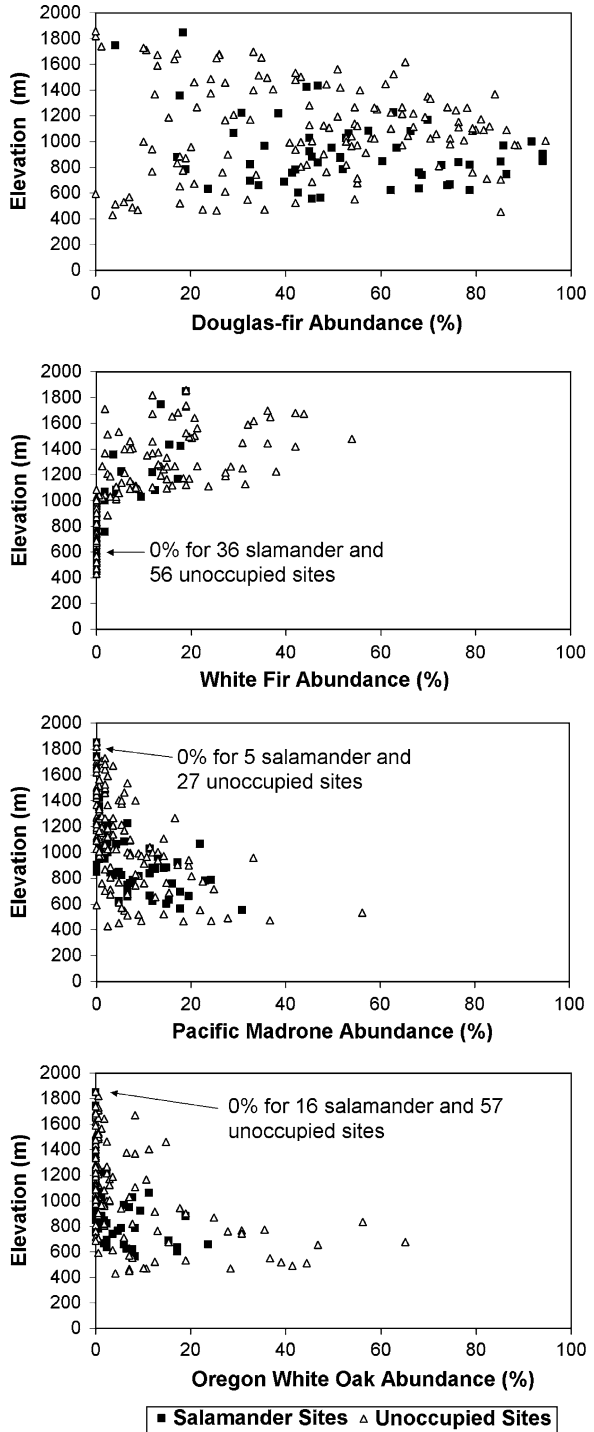 2000
1800
1600
1400
1200
1000
800
600
400
200
0
Elevation (m)
0 20 40 60 80 100
Douglas-fir Abundance (%)
2000
1800
1600
1400
1200
1000
800
600
400
200
0
Elevation (m)
0% for 36 slamander and
56 unoccupied sites
0 20 40 60 80 100
White Fir Abundance (%)
2000
1800
1600
1400
1200
1000
800
600
400
200
0
Elevation (m)
0% for 5 salamander and
27 unoccupied sites
0 20 40 60 80 100
Pacific Madrone Abundance (%)
2000
1800
1600
1400
1200
1000
800
600
400
200
0
Elevation (m)
0% for 16 salamander and 57
unoccupied sites
0 20 40 60 80 100
Oregon White Oak Abundance (%)
Salamander Sites Unoccupied Sites